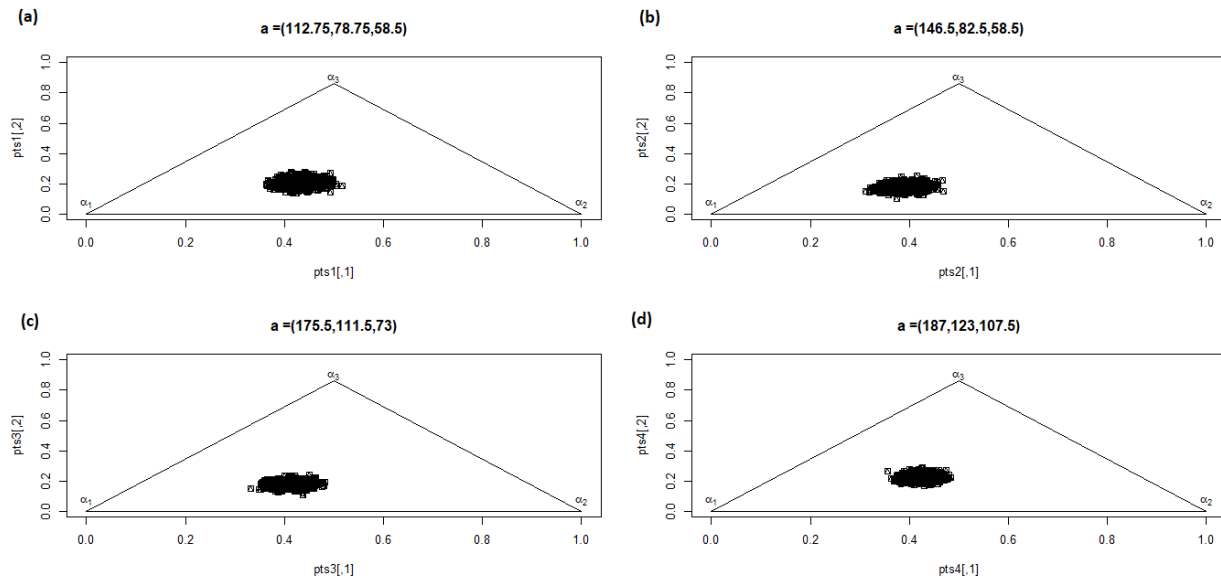 (a)
a =(112.75,78.75,58.5)
pts1[,2]
0.0 0.2 0.4 0.6 0.8 1.0
α3
α1
α2
0.0 0.2 0.4 0.6 0.8 1.0
pts1[,1]
(b)
a =(146.5,82.5,58.5)
pts2[,2]
0.0 0.2 0.4 0.6 0.8 1.0
α3
α1
α2
0.0 0.2 0.4 0.6 0.8 1.0
pts2[,1]
(c)
a =(175.5,111.5,73)
pts3[,2]
0.0 0.2 0.4 0.6 0.8 1.0
α3
α1
α2
0.0 0.2 0.4 0.6 0.8 1.0
pts3[,1]
(d)
a =(187,123,107.5)
pts4[,2]
0.0 0.2 0.4 0.6 0.8 1.0
α3
α1
α2
0.0 0.2 0.4 0.6 0.8 1.0
pts4[,1]